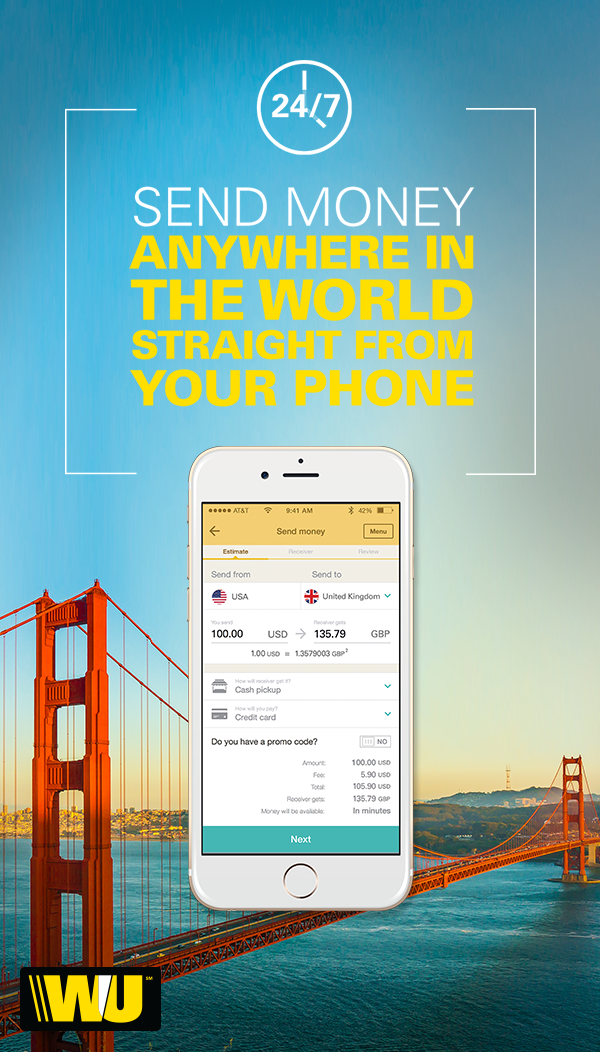 24/7
SEND MONEY
ANYWHERE IN
THE WORLD
STRAIGHT FROM
YOUR PHONE
AT&T 9:41 AM 42%
Send money Menu
Estimate Receiver Review
Send from Send to
USA United Kingdom
You send Receiver gets
100.00 USD 135.79 GBP
1.00 USD = 1.3579003 GBP²
How will receiver get it?
Cash pickup
How will you pay?
Credit card
Do you have a promo code? NO
Amount: 100.00 USD
Fee: 5.90 USD
Total: 105.90 USD
Receiver gets: 135.79 GBP
Money will be available: In minutes
Next
WU SM